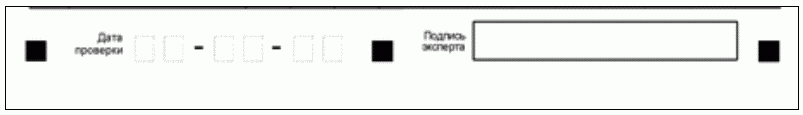 Дата
проверки - -
Подпись
эксперта